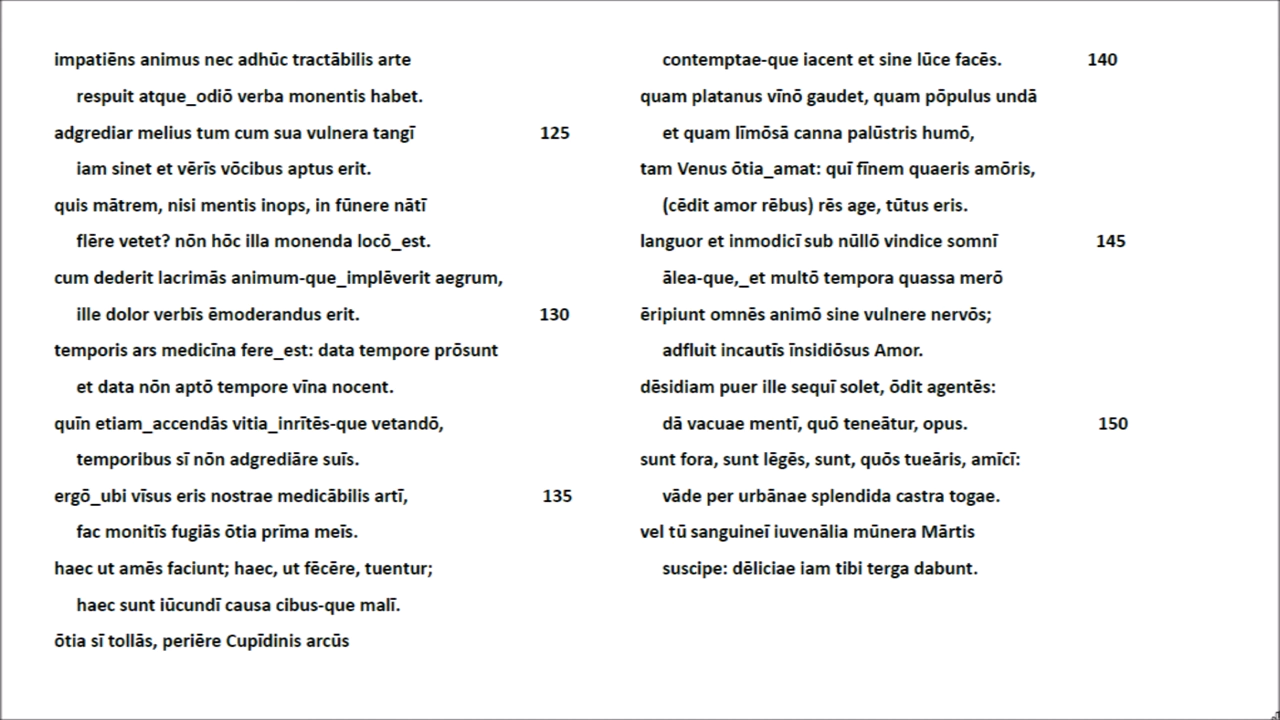 impatiēns animus nec adhūc tractābilis arte
respuit atque_odiō verba monentis habet.
adgrediar melius tum cum sua vulnera tangī 125
iam sinet et vērīs vōcibus aptus erit.
quis mātrem, nisi mentis inops, in fūnere nātī
flēre vetet? nōn hōc illa monenda locō_est.
cum dederit lacrimās animum-que_implēverit aegrum,
ille dolor verbīs ēmoderandus erit. 130
temporis ars medicīna fere_est: data tempore prōsunt
et data nōn aptō tempore vīna nocent.
quīn etiam_accendās vitia_inrītēs-que vetandō,
temporibus sī nōn adgrediāre suīs.
ergō_ubi vīsus eris nostrae medicābilis artī, 135
fac monitīs fugiās ōtia prīma meīs.
haec ut amēs faciunt; haec, ut fēcēre, tuentur;
haec sunt iūcundī causa cibus-que malī.
ōtia sī tollās, periēre Cupīdinis arcūs
contemptae-que iacent et sine lūce facēs. 140
quam platanus vīnō gaudet, quam pōpulus undā
et quam līmōsā canna palūstris humō,
tam Venus ōtia_amat: quī fīnem quaeris amōris,
(cēdit amor rēbus) rēs age, tūtus eris.
languor et inmodicī sub nūllō vindice somnī 145
ālea-que,_et multō tempora quassa merō
ēripiunt omnēs animō sine vulnere nervōs;
adfluit incautīs īnsidiōsus Amor.
dēsidiam puer ille sequī solet, ōdit agentēs:
dā vacuae mentī, quō teneātur, opus. 150
sunt fora, sunt lēgēs, sunt, quōs tueāris, amīcī:
vāde per urbānae splendida castra togae.
vel tū sanguineī iuvenālia mūnera Mārtis
suscipe: dēliciae iam tibi terga dabunt.